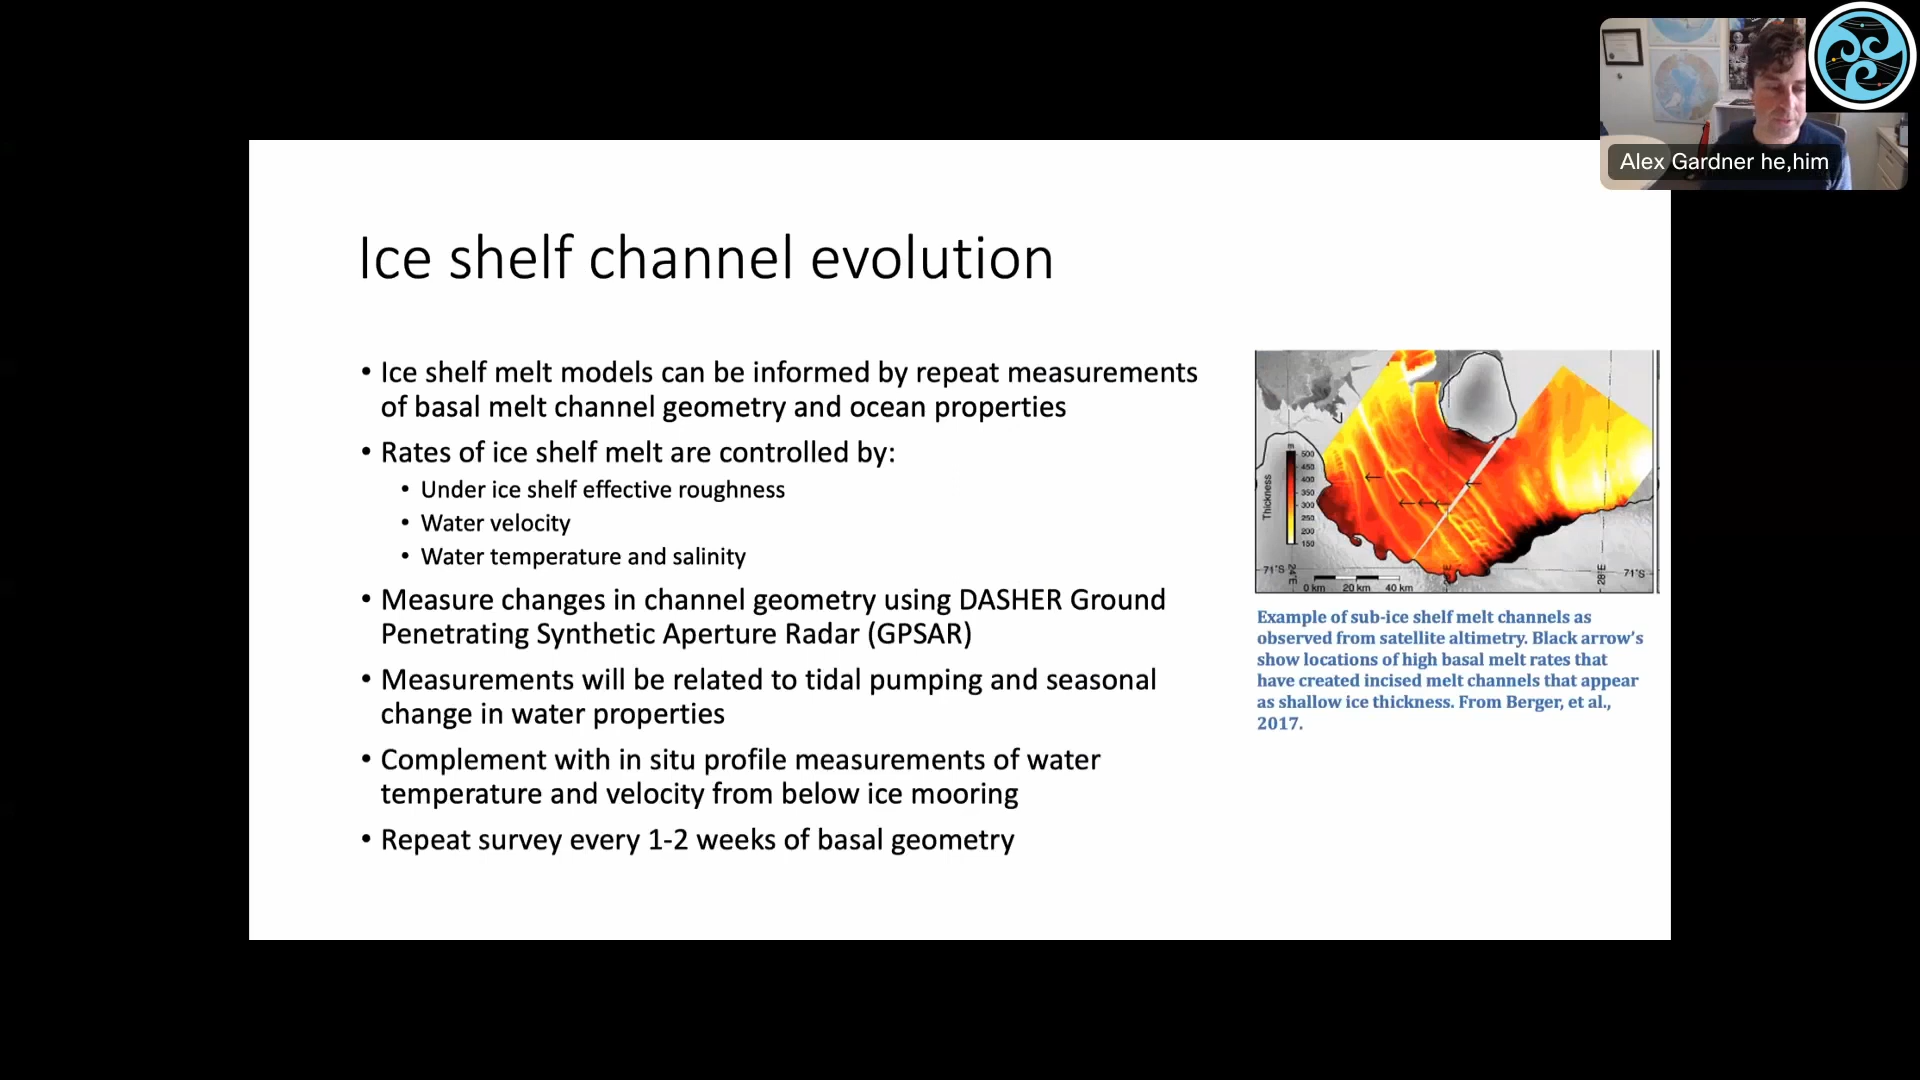 Alex Gardner he,him
Ice shelf channel evolution
• Ice shelf melt models can be informed by repeat measurements
of basal melt channel geometry and ocean properties
• Rates of ice shelf melt are controlled by:
• Under ice shelf effective roughness
• Water velocity
• Water temperature and salinity
• Measure changes in channel geometry using DASHER Ground
Penetrating Synthetic Aperture Radar (GPSAR)
• Measurements will be related to tidal pumping and seasonal
change in water properties
• Complement with in situ profile measurements of water
temperature and velocity from below ice mooring
• Repeat survey every 1-2 weeks of basal geometry
Thickness
m
500
450
400
350
300
250
200
150
71°S
24°E
28°E
71°S
0 km 20 km 40 km
Example of sub-ice shelf melt channels as
observed from satellite altimetry. Black arrow's
show locations of high basal melt rates that
have created incised melt channels that appear
as shallow ice thickness. From Berger, et al.,
2017.